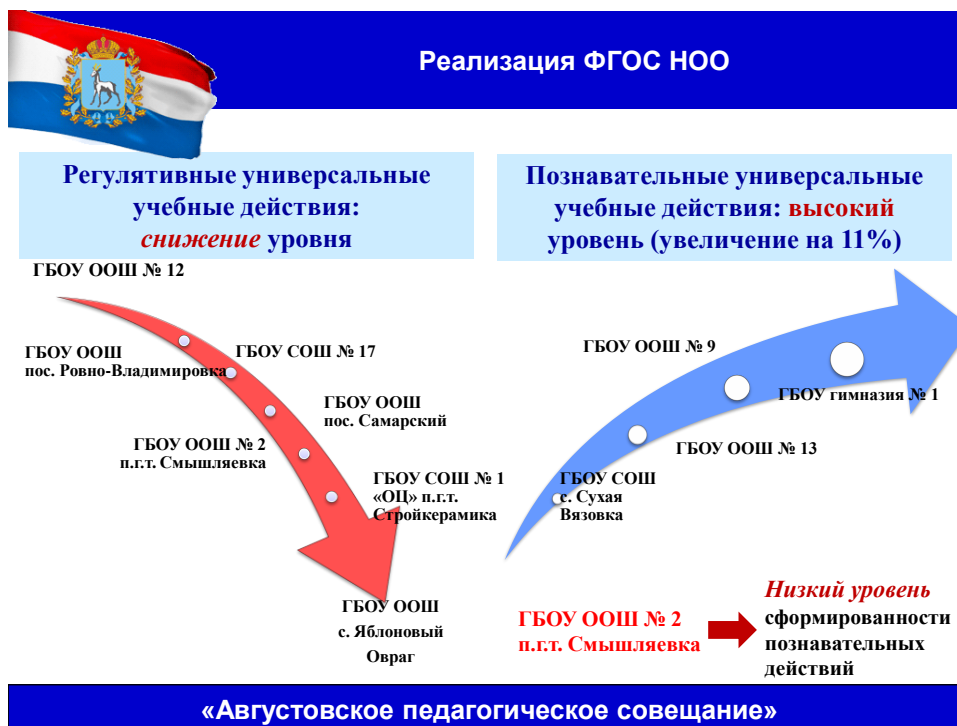 Реализация ФГОС НОО
Регулятивные универсальные
учебные действия:
снижение уровня
ГБОУ ООШ № 12
ГБОУ ООШ
пос. Ровно-Владимировка
ГБОУ СОШ № 17
ГБОУ ООШ
пос. Самарский
ГБОУ ООШ № 2
п.г.т. Смышляевка
ГБОУ СОШ № 1
«ОЦ» п.г.т.
Стройкерамика
ГБОУ ООШ
с. Яблоновый
Овраг
Познавательные универсальные
учебные действия: высокий
уровень (увеличение на 11%)
ГБОУ ООШ № 9
ГБОУ гимназия № 1
ГБОУ ООШ № 13
ГБОУ СОШ
с. Сухая
Вязовка
ГБОУ ООШ № 2
п.г.т. Смышляевка
Низкий уровень
сформированности
познавательных
действий
«Августовское педагогическое совещание»